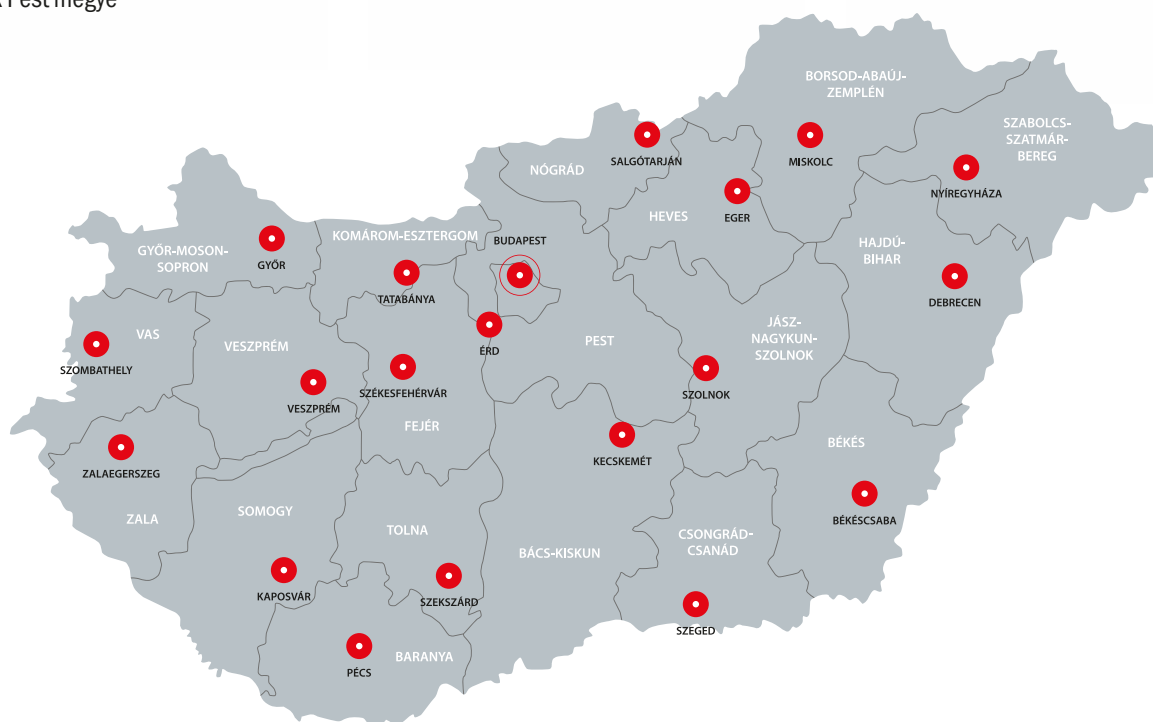 Pest megye
BORSOD-ABAÚJ-
ZEMPLÉN
SZABOLCS-
SZATMÁR-
BEREG
SALGÓTARJÁN
MISKOLC
NÓGRÁD
NYÍREGYHÁZA
HEVES
EGER
KOMÁROM-ESZTERGOM
BUDAPEST
GYŐR-MOSON-
SOPRON
GYŐR
HAJDÚ-
BIHAR
TATABÁNYA
DEBRECEN
VAS
VESZPRÉM
ÉRD
PEST
JÁSZ-
NAGYKUN-
SZOLNOK
SZOMBATHELY
SZÉKESFEHÉRVÁR
SZOLNOK
VESZPRÉM
FEJÉR
BÉKÉS
KECSKEMÉT
ZALAEGERSZEG
ZALA
SOMOGY
TOLNA
BÉKÉSCSABA
CSONGRÁD-
CSANÁD
BÁCS-KISKUN
KAPOSVÁR
SZEKSZÁRD
SZEGED
BARANYA
PÉCS